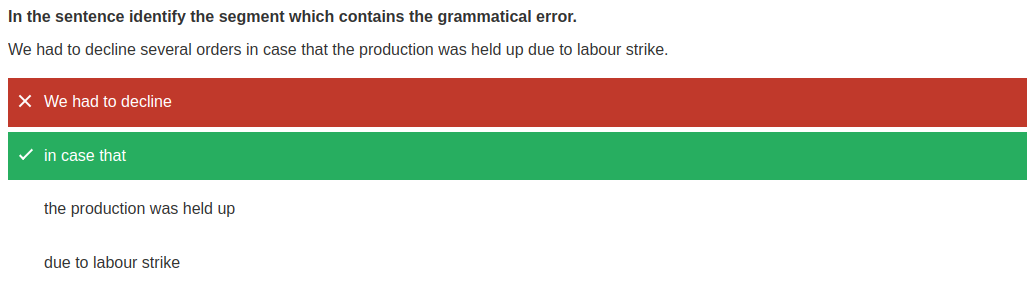 In the sentence identify the segment which contains the grammatical error.
We had to decline several orders in case that the production was held up due to labour strike.
We had to decline
in case that
the production was held up
due to labour strike